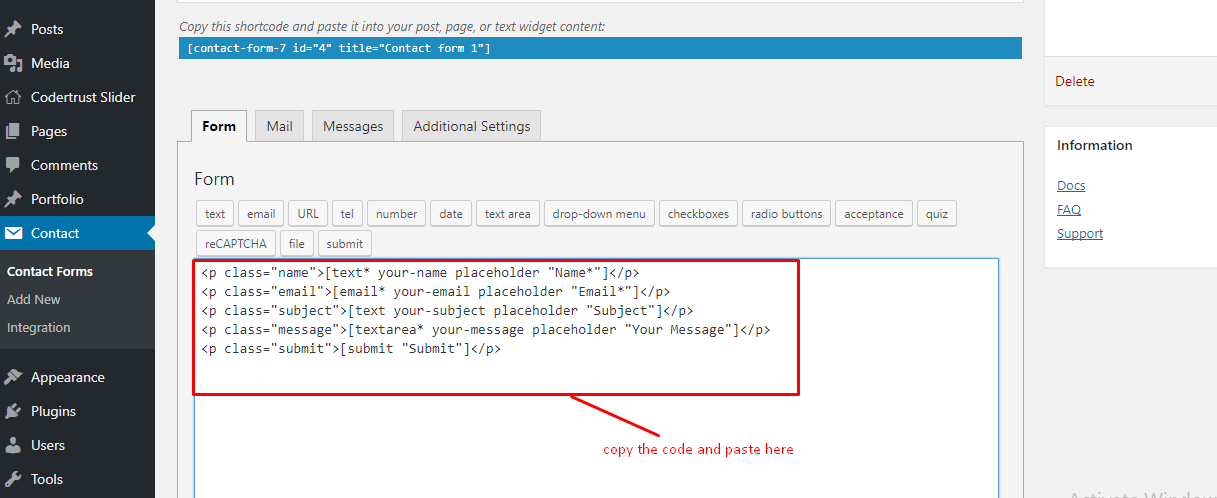 Posts
Media
Codertrust Slider
Pages
Comments
Portfolio
Contact
Contact Forms
Add New
Integration
Appearance
Plugins
Users
Tools
Copy this shortcode and paste it into your post, page, or text widget content:
[contact-form-7 id="4" title="Contact form 1"]
Form Mail Messages Additional Settings
Form
text email URL tel number date text area drop-down menu checkboxes radio buttons acceptance quiz
reCAPTCHA file submit
<p class="name">[text* your-name placeholder "Name*"]</p>
<p class="email">[email* your-email placeholder "Email*"]</p>
<p class="subject">[text your-subject placeholder "Subject"]</p>
<p class="message">[textarea* your-message placeholder "Your Message"]</p>
<p class="submit">[submit "Submit"]</p>
copy the code and paste here
Delete
Information
Docs
FAQ
Support
Activate Windows